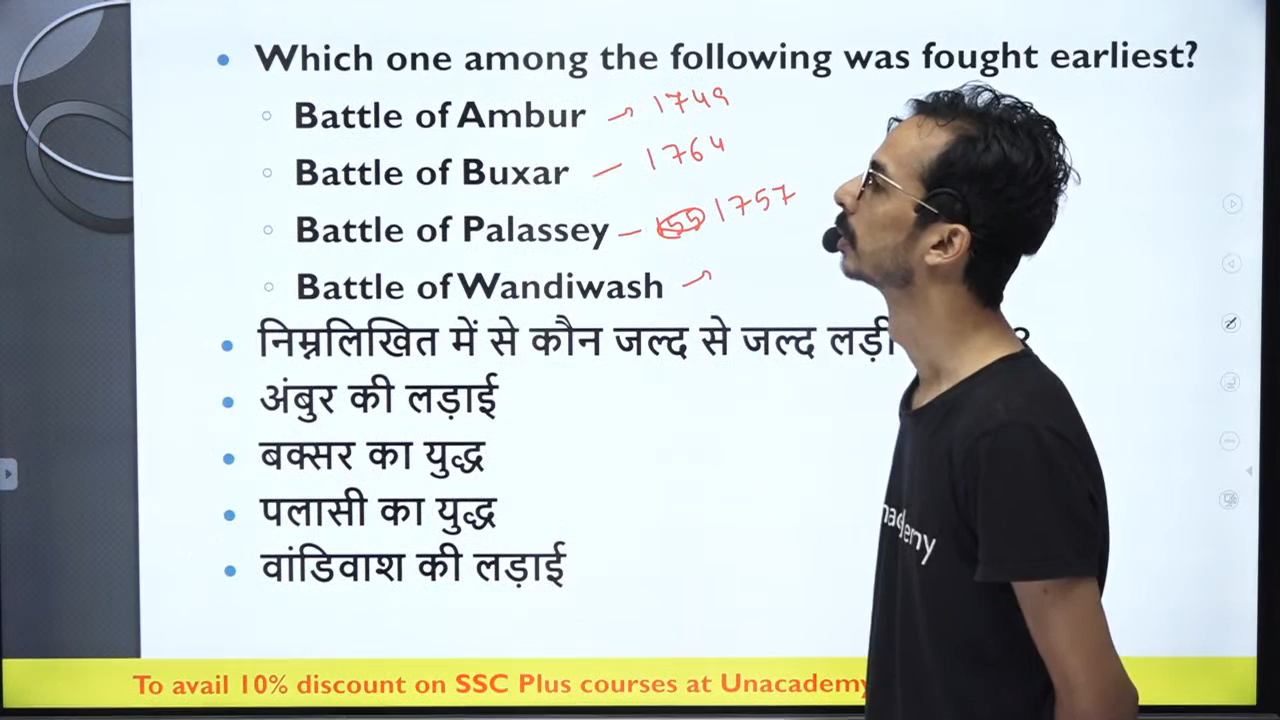 Which one among the following was fought earliest?
Battle of Ambur → 1749
Battle of Buxar — 1764
Battle of Palassey — 1757
Battle of Wandiwash
निम्नलिखित में से कौन जल्द से जल्द लड़ी ?
अंबुर की लड़ाई
बक्सर का युद्ध
पलासी का युद्ध
वांडिवाश की लड़ाई
To avail 10% discount on SSC Plus courses at Unacademy